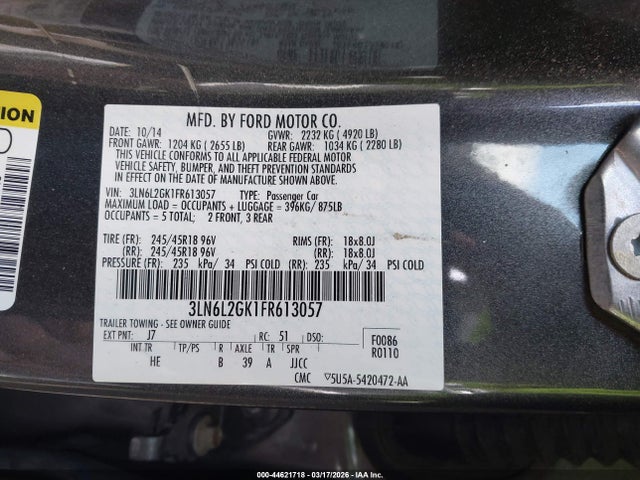 TION
MFD. BY FORD MOTOR CO.
DATE: 10/14 GVWR: 2232 KG ( 4920 LB)
FRONT GAWR: 1204 KG ( 2655 LB) REAR GAWR: 1034 KG ( 2280 LB)
THIS VEHICLE CONFORMS TO ALL APPLICABLE FEDERAL MOTOR
VEHICLE SAFETY, BUMPER, AND THEFT PREVENTION STANDARDS
IN EFFECT ON THE DATE OF MANUFACTURE SHOWN ABOVE.
VIN: 3LN6L2GK1FR613057 TYPE: Passenger Car
MAXIMUM LOAD = OCCUPANTS + LUGGAGE = 396KG/ 875LB
OCCUPANTS = 5 TOTAL; 2 FRONT, 3 REAR
TIRE (FR): 245/45R18 96V RIMS (FR): 18x8.0J
(RR): 245/45R18 96V (RR): 18x8.0J
PRESSURE (FR): 235 kPa/ 34 PSI COLD (RR): 235 kPa/ 34 PSI COLD
3LN6L2GK1FR613057
TRAILER TOWING - SEE OWNER GUIDE
EXT PNT: J7 RC: 51 DSO: F0086
INT TR TP/PS R AXLE TR SPR R0110
HE B 39 A JJCC
CMC ▽5U5A-5420472-AA
000-44621718 - 03/17/2026 - IAA Inc.